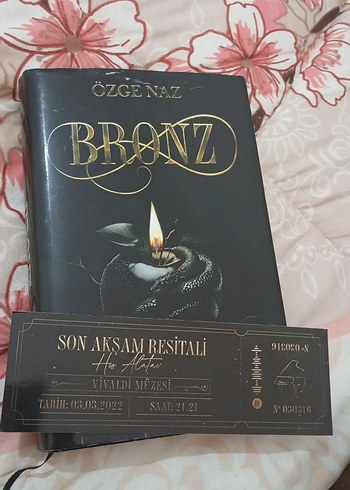 ÖZGE NAZ
BRONZ
SON AKŞAM RESİTALİ
VİVALDİ MÜZESİ
TARİH: 03.03.2022
SAAT: 21.21
Nº 030316